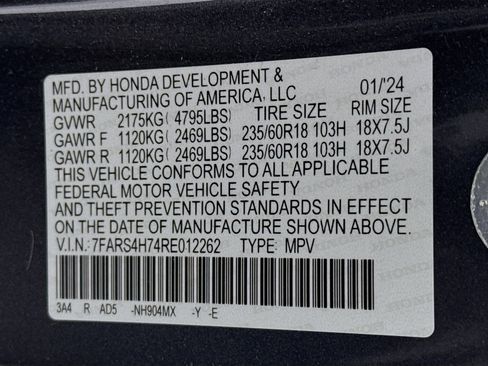 MFD. BY HONDA DEVELOPMENT &
MANUFACTURING OF AMERICA, LLC 01/'24
GVWR 2175KG( 4795LBS) TIRE SIZE RIM SIZE
GAWR F 1120KG( 2469LBS) 235/60R18 103H 18X7.5J
GAWR R 1120KG( 2469LBS) 235/60R18 103H 18X7.5J
THIS VEHICLE CONFORMS TO ALL APPLICABLE
FEDERAL MOTOR VEHICLE SAFETY
AND THEFT PREVENTION STANDARDS IN EFFECT
ON THE DATE OF MANUFACTURE SHOWN ABOVE.
V.I.N.: 7FARS4H74RE012262 TYPE: MPV
3A4 R AD5 -NH904MX -Y -E